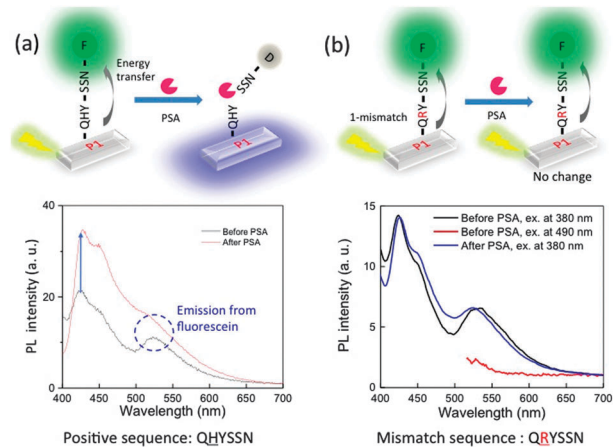 (a)
F
SSN
QHY
P1
Energy
transfer
PSA
D
SSN
QHY
P1
(b)
F
SSN
QRY
P1
1-mismatch
PSA
F
SSN
QRY
P1
No change
PL intensity (a. u.)
40
20
0
Before PSA
After PSA
Emission from
fluorescein
400 450 500 550 600 650 700
Wavelength (nm)
Positive sequence: QHYSSN
PL intensity (a. u.)
15
10
5
0
Before PSA, ex. at 380 nm
Before PSA, ex. at 490 nm
After PSA, ex. at 380 nm
400 450 500 550 600 650 700
Wavelength (nm)
Mismatch sequence : QRYSSN